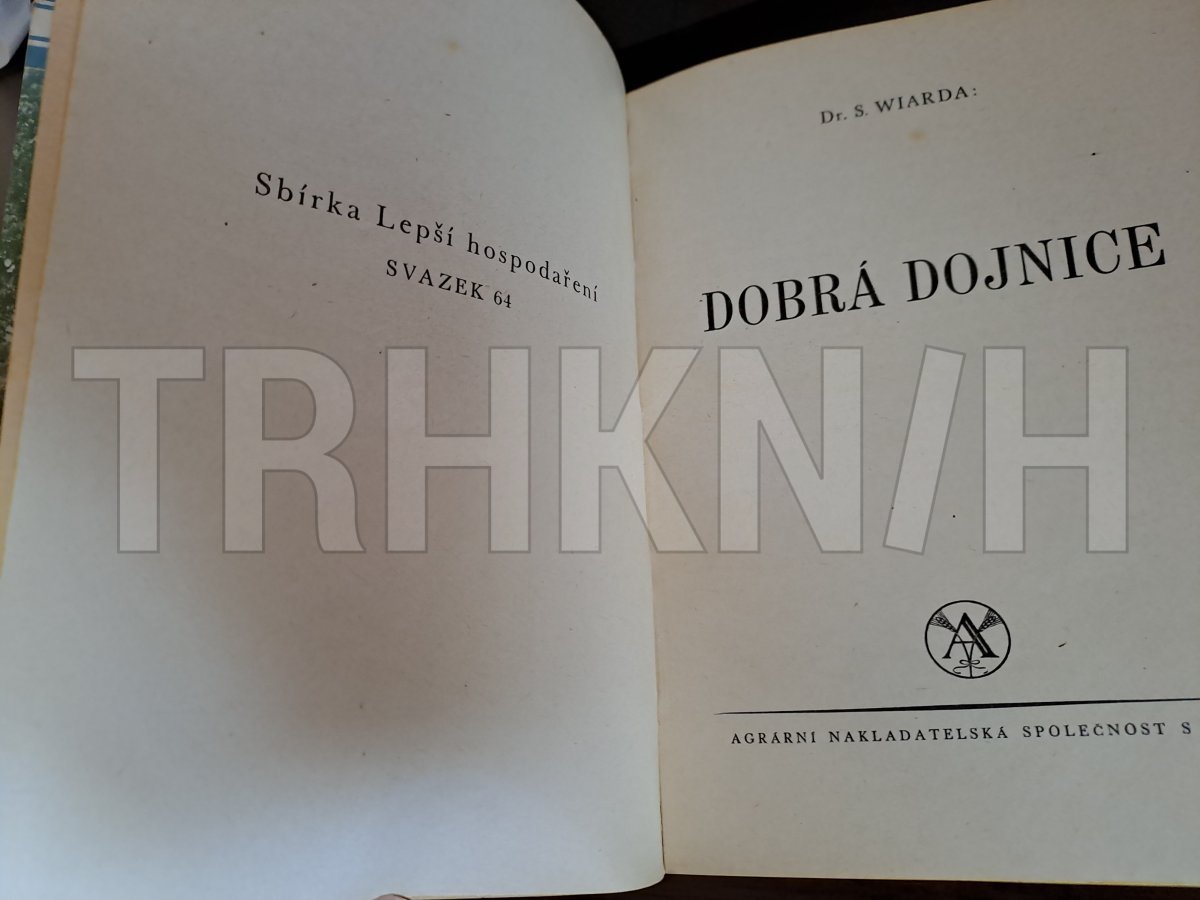 Sbírka Lepší hospodaření
SVAZEK 64
Dr. S. WIARDA:
DOBRÁ DOJNICE
A
AGRÁRNÍ NAKLADATELSKÁ SPOLEČNOST S
TRHKNIH